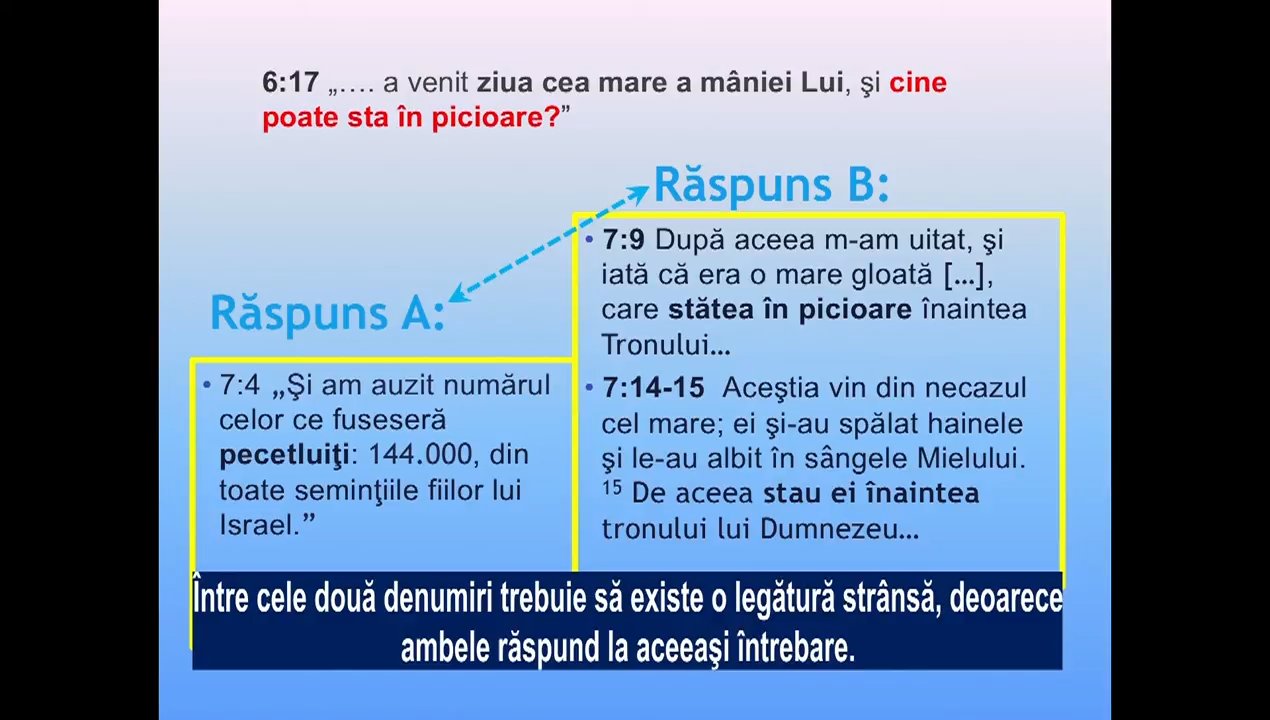 6:17 „…. a venit ziua cea mare a mâniei Lui, şi cine
poate sta în picioare?”
Răspuns B:
• 7:9 După aceea m-am uitat, şi
iată că era o mare gloată […],
care stătea în picioare înaintea
Tronului…
• 7:14-15 Aceştia vin din necazul
cel mare; ei şi-au spălat hainele
şi le-au albit în sângele Mielului.
15 De aceea stau ei înaintea
tronului lui Dumnezeu…
Răspuns A:
• 7:4 „Şi am auzit numărul
celor ce fuseseră
pecetluiţi: 144.000, din
toate seminţiile fiilor lui
Israel.”
Între cele două denumiri trebuie să existe o legătură strânsă, deoarece
ambele răspund la aceeaşi întrebare.